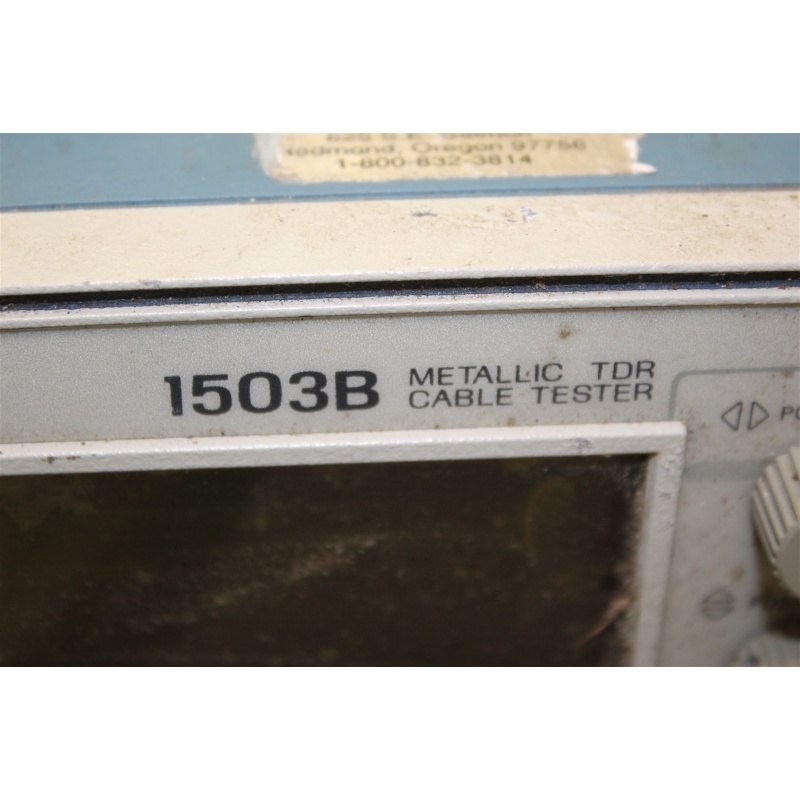 Redmond, Oregon 97756
1-800-832-3814
1503B
METALLIC TDR
CABLE TESTER